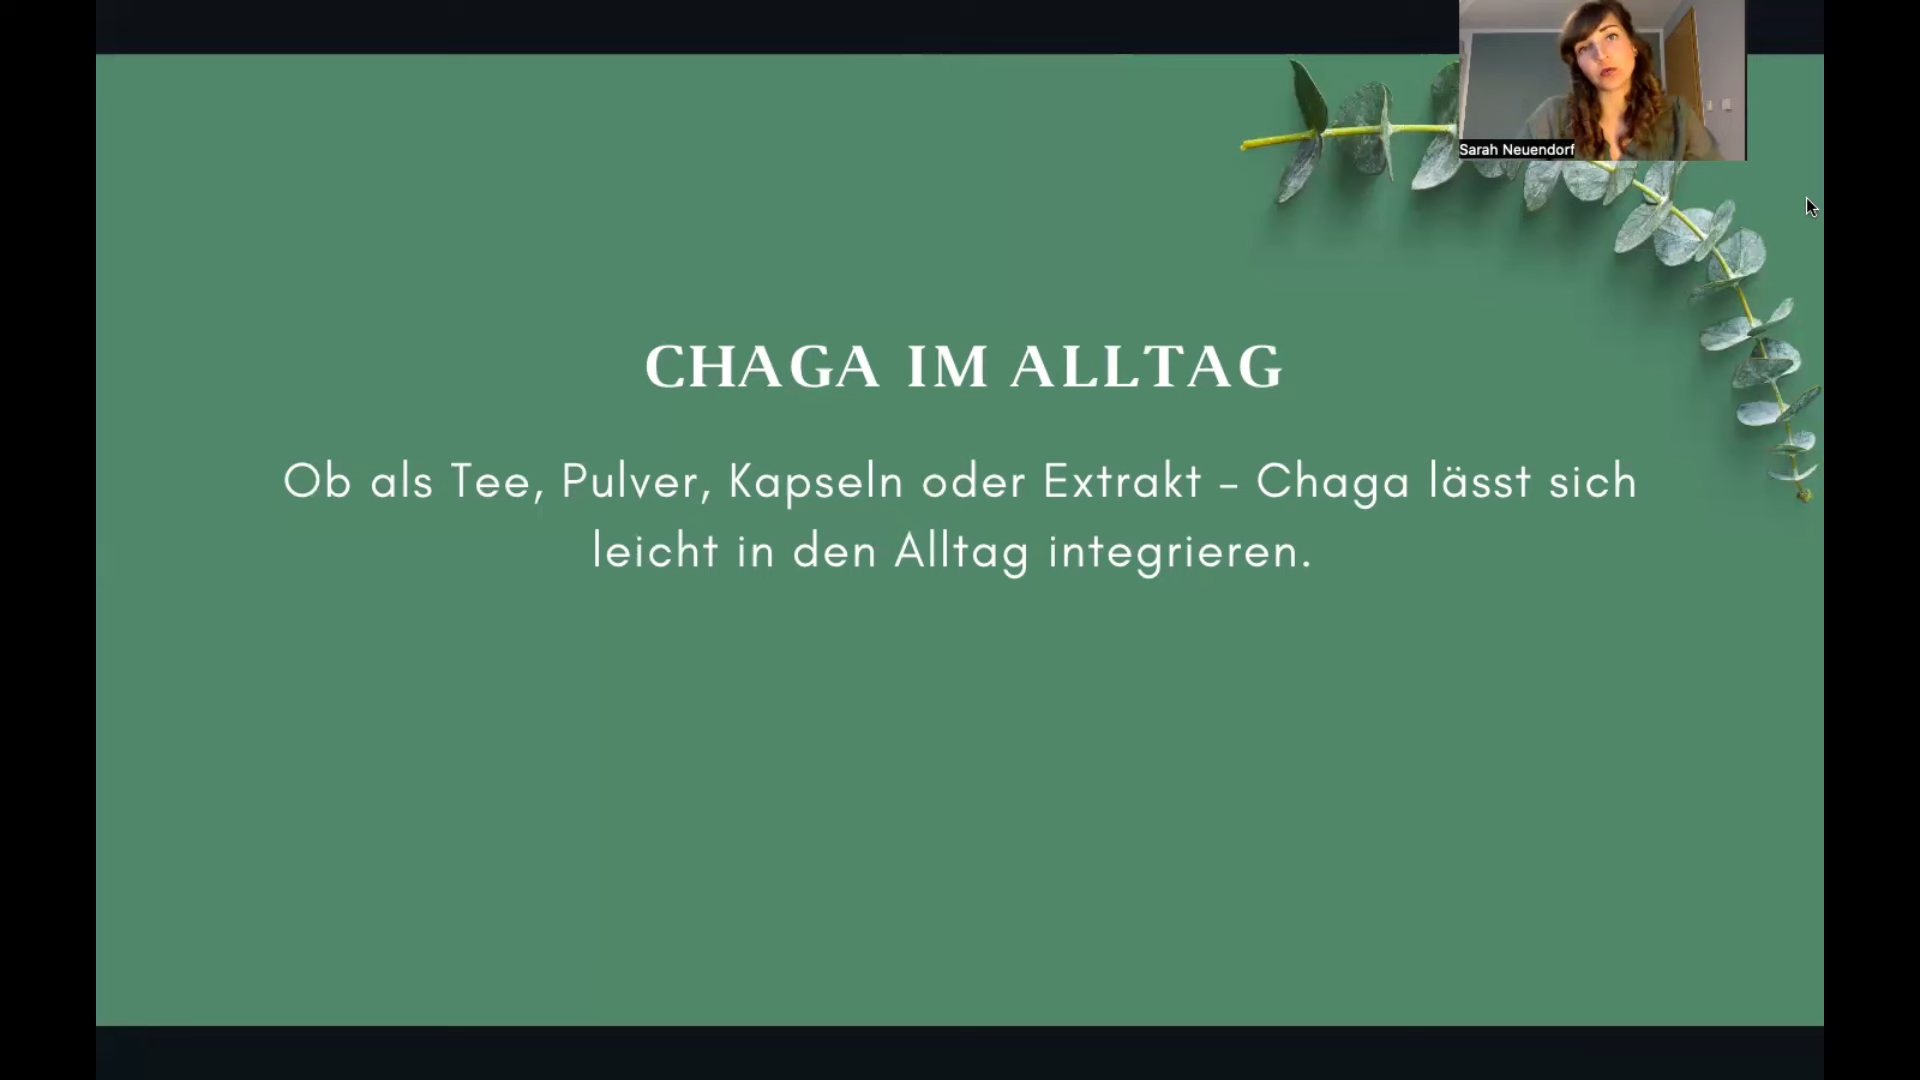 Sarah Neuendorf
CHAGA IM ALLTAG
Ob als Tee, Pulver, Kapseln oder Extrakt – Chaga lässt sich
leicht in den Alltag integrieren.